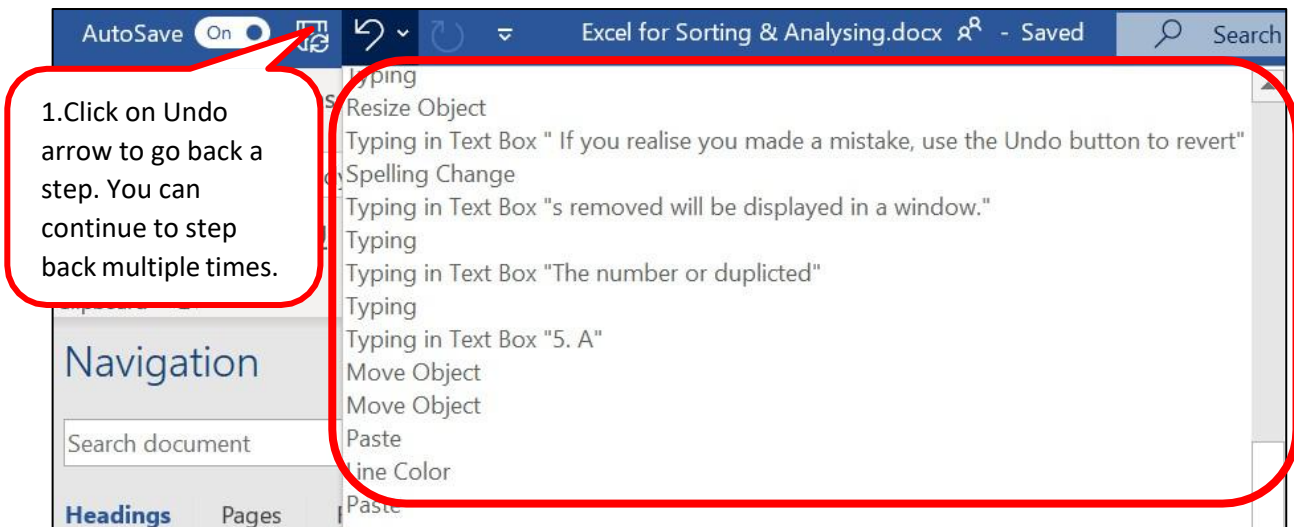 AutoSave On Excel for Sorting & Analysing.docx - Saved Search
1.Click on Undo
arrow to go back a
step. You can
continue to step
back multiple times.
Typing
Resize Object
Typing in Text Box " If you realise you made a mistake, use the Undo button to revert"
Spelling Change
Typing in Text Box "s removed will be displayed in a window."
Typing
Typing in Text Box "The number or duplicted"
Typing
Typing in Text Box "5. A"
Move Object
Move Object
Paste
Line Color
Paste
Navigation
Search document
Headings Pages